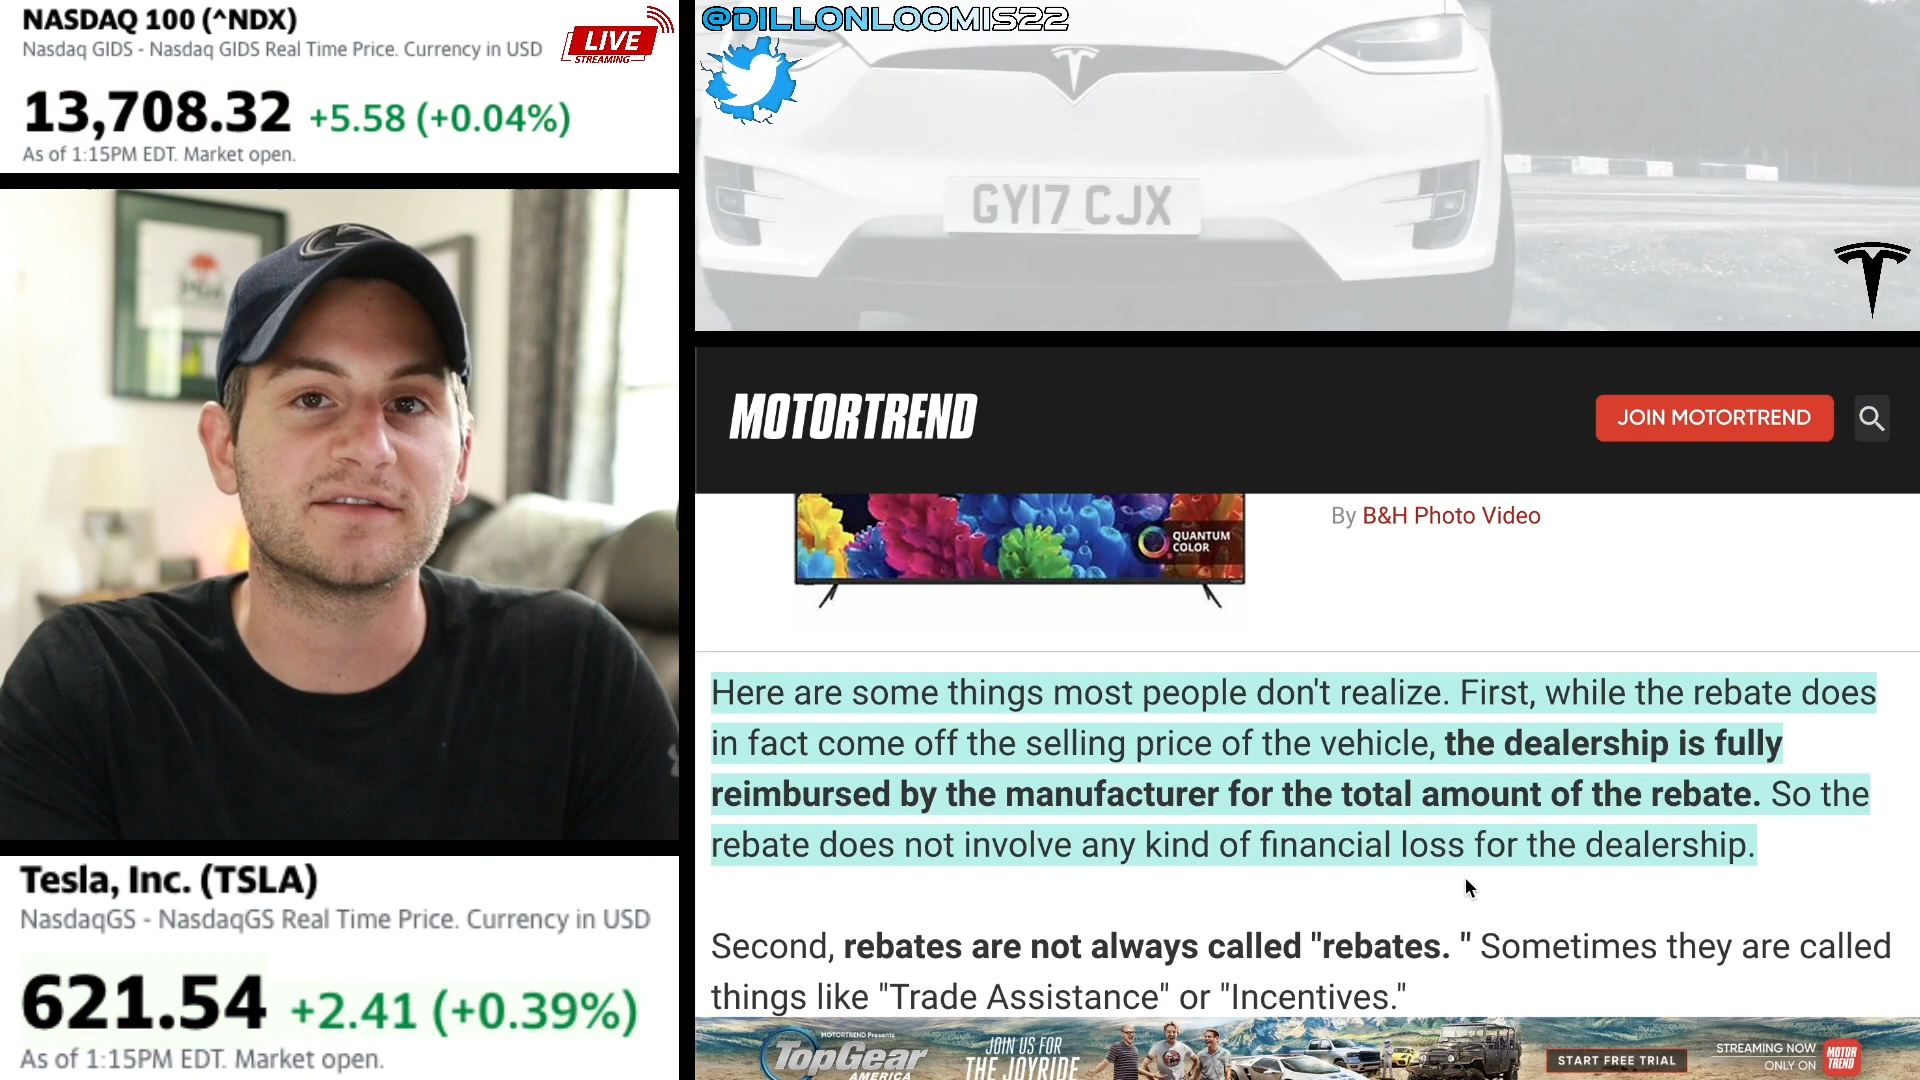 NASDAQ 100 (^NDX)
Nasdaq GIDS - Nasdaq GIDS Real Time Price. Currency in USD
LIVE
STREAMING
13,708.32 +5.58 (+0.04%)
As of 1:15PM EDT. Market open.
@DILLONLOOMIS22
GY17 CJX
MOTORTREND
JOIN MOTORTREND
QUANTUM
COLOR
By B&H Photo Video
Here are some things most people don't realize. First, while the rebate does
in fact come off the selling price of the vehicle, the dealership is fully
reimbursed by the manufacturer for the total amount of the rebate. So the
rebate does not involve any kind of financial loss for the dealership.
Second, rebates are not always called "rebates. " Sometimes they are called
things like "Trade Assistance" or "Incentives."
MOTORTREND Presents
TopGear
AMERICA
JOIN US FOR
THE JOYRIDE
START FREE TRIAL
STREAMING NOW
ONLY ON
MOTOR
TREND
Tesla, Inc. (TSLA)
NasdaqGS - NasdaqGS Real Time Price. Currency in USD
621.54 +2.41 (+0.39%)
As of 1:15PM EDT. Market open.